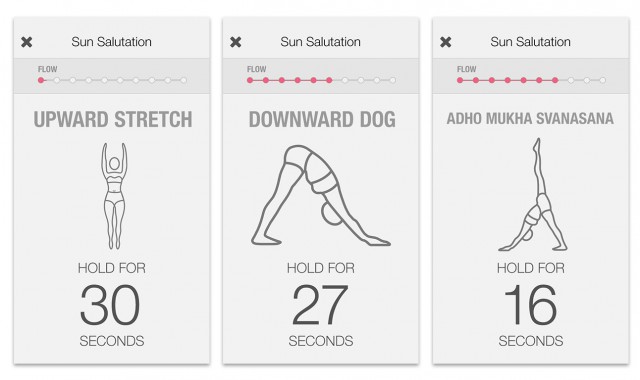 Sun Salutation
FLOW
UPWARD STRETCH
HOLD FOR
30
SECONDS
Sun Salutation
FLOW
DOWNWARD DOG
HOLD FOR
27
SECONDS
Sun Salutation
FLOW
ADHO MUKHA SVANASANA
HOLD FOR
16
SECONDS